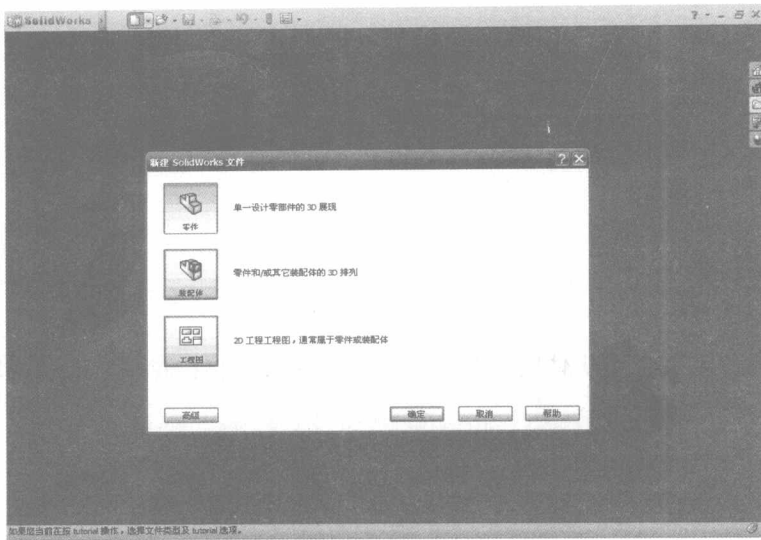 SolidWorks
新建 SolidWorks 文件
零件
单一设计零部件的 3D 展现
装配体
零件和/或其它装配体的 3D 排列
工程图
2D 工程工程图，通常属于零件或装配体
高级
确定
取消
帮助
如果您当前在按 tutorial 操作，选择文件类型及 tutorial 选项。